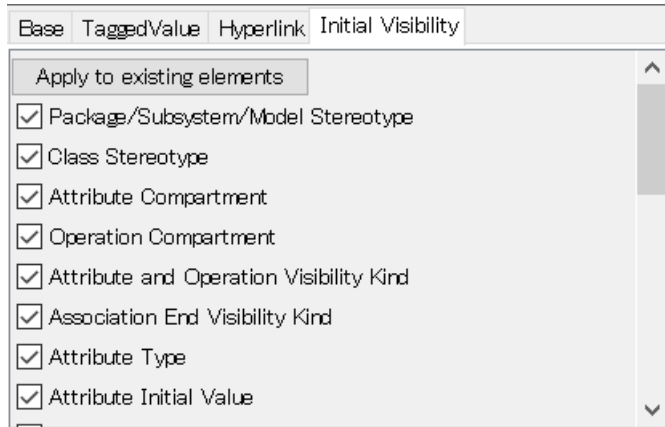 Base TaggedValue Hyperlink Initial Visibility
Apply to existing elements
Package/Subsystem/Model Stereotype
Class Stereotype
Attribute Compartment
Operation Compartment
Attribute and Operation Visibility Kind
Association End Visibility Kind
Attribute Type
Attribute Initial Value